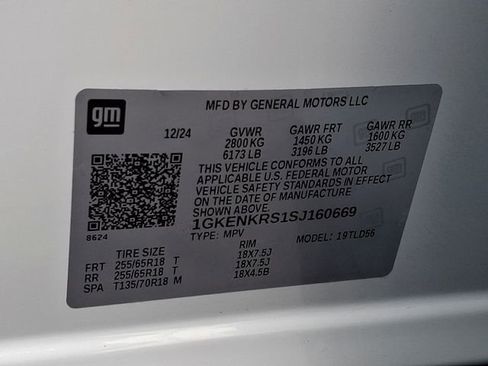 gm
MFD BY GENERAL MOTORS LLC
12/24 GVWR GAWR FRT GAWR RR
2800 KG 1450 KG 1600 KG
6173 LB 3196 LB 3527 LB
THIS VEHICLE CONFORMS TO ALL
APPLICABLE U.S. FEDERAL MOTOR
VEHICLE SAFETY STANDARDS IN EFFECT
ON THE DATE OF MANUFACTURE
SHOWN ABOVE.
1GKENKRS1SJ160669
8624 TYPE: MPV MODEL: 19TLD56
TIRE SIZE RIM
FRT 255/65R18 T 18X7.5J
RR 255/65R18 T 18X7.5J
SPA T135/70R18 M 18X4.5B